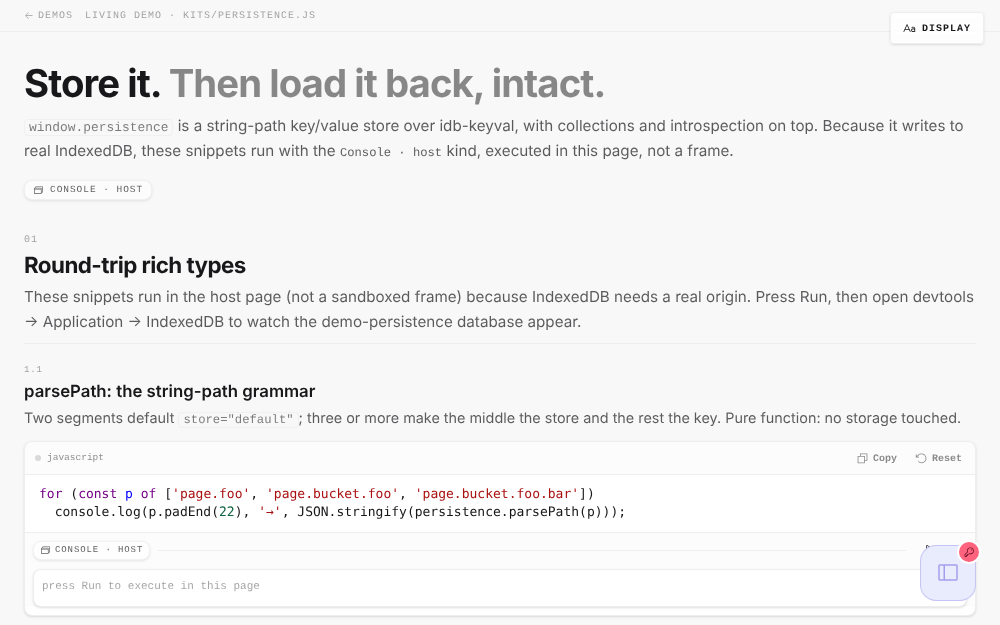 ← DEMOS LIVING DEMO · KITS/PERSISTENCE.JS
Aa DISPLAY
Store it. Then load it back, intact.
window.persistence is a string-path key/value store over idb-keyval, with collections and introspection on top. Because it writes to
real IndexedDB, these snippets run with the Console · host kind, executed in this page, not a frame.
CONSOLE · HOST
01
Round-trip rich types
These snippets run in the host page (not a sandboxed frame) because IndexedDB needs a real origin. Press Run, then open devtools
→ Application → IndexedDB to watch the demo-persistence database appear.
1.1
parsePath: the string-path grammar
Two segments default store="default"; three or more make the middle the store and the rest the key. Pure function: no storage touched.
javascript
Copy Reset
for (const p of ['page.foo', 'page.bucket.foo', 'page.bucket.foo.bar'])
  console.log(p.padEnd(22), '→', JSON.stringify(persistence.parsePath(p)));
CONSOLE · HOST
press Run to execute in this page